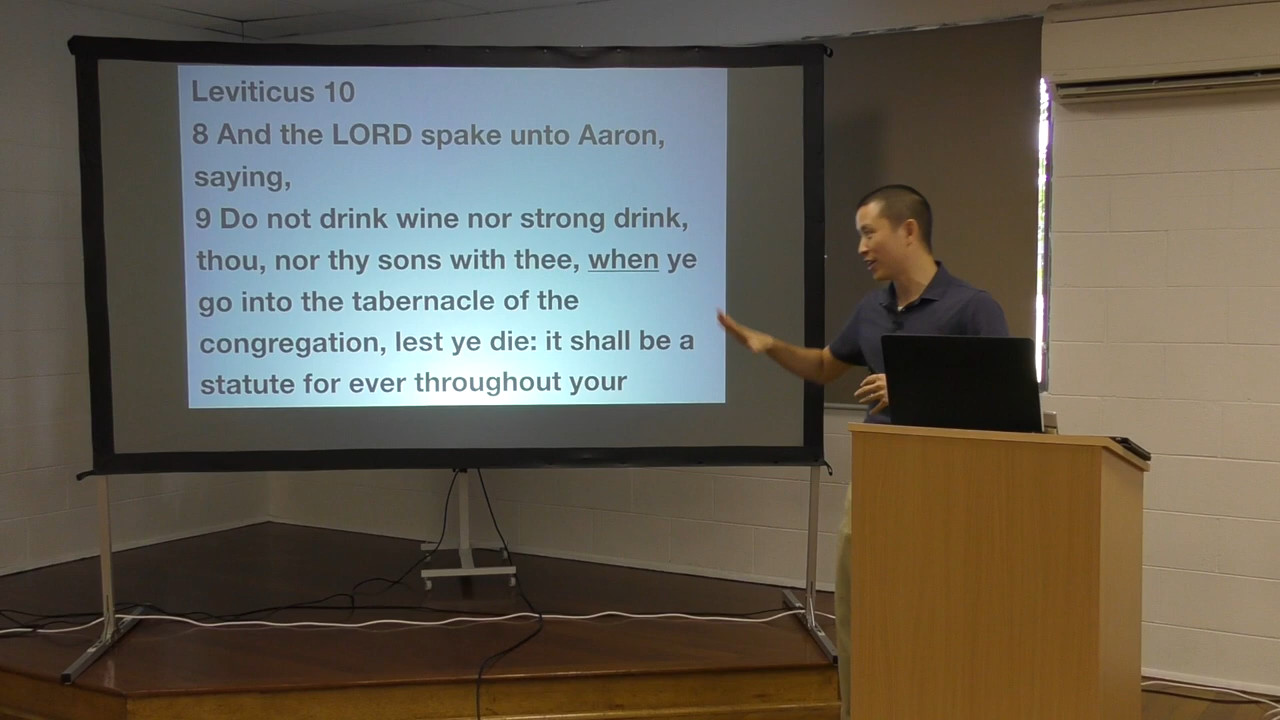 Leviticus 10
8 And the LORD spake unto Aaron,
saying,
9 Do not drink wine nor strong drink,
thou, nor thy sons with thee, when ye
go into the tabernacle of the
congregation, lest ye die: it shall be a
statute for ever throughout your